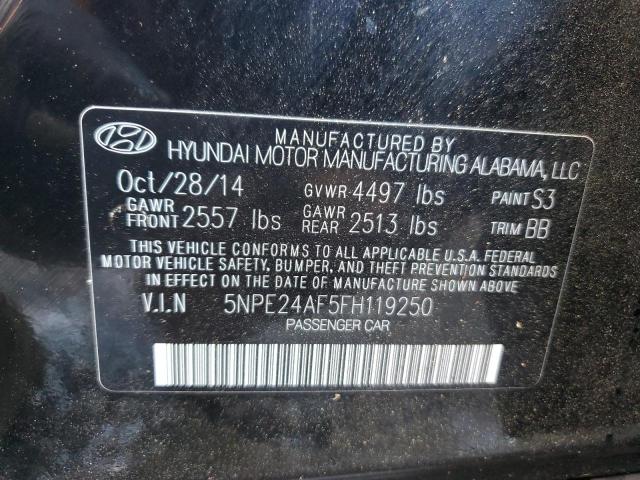 MANUFACTURED BY
HYUNDAI MOTOR MANUFACTURING ALABAMA, LLC
Oct/28/14 GVWR 4497 lbs PAINT S3
GAWR FRONT 2557 lbs GAWR REAR 2513 lbs TRIM BB
THIS VEHICLE CONFORMS TO ALL APPLICABLE U.S.A. FEDERAL
MOTOR VEHICLE SAFETY, BUMPER, AND THEFT PREVENTION STANDARDS
IN EFFECT ON THE DATE OF MANUFACTURE SHOWN ABOVE.
V.I.N 5NPE24AF5FH119250
PASSENGER CAR